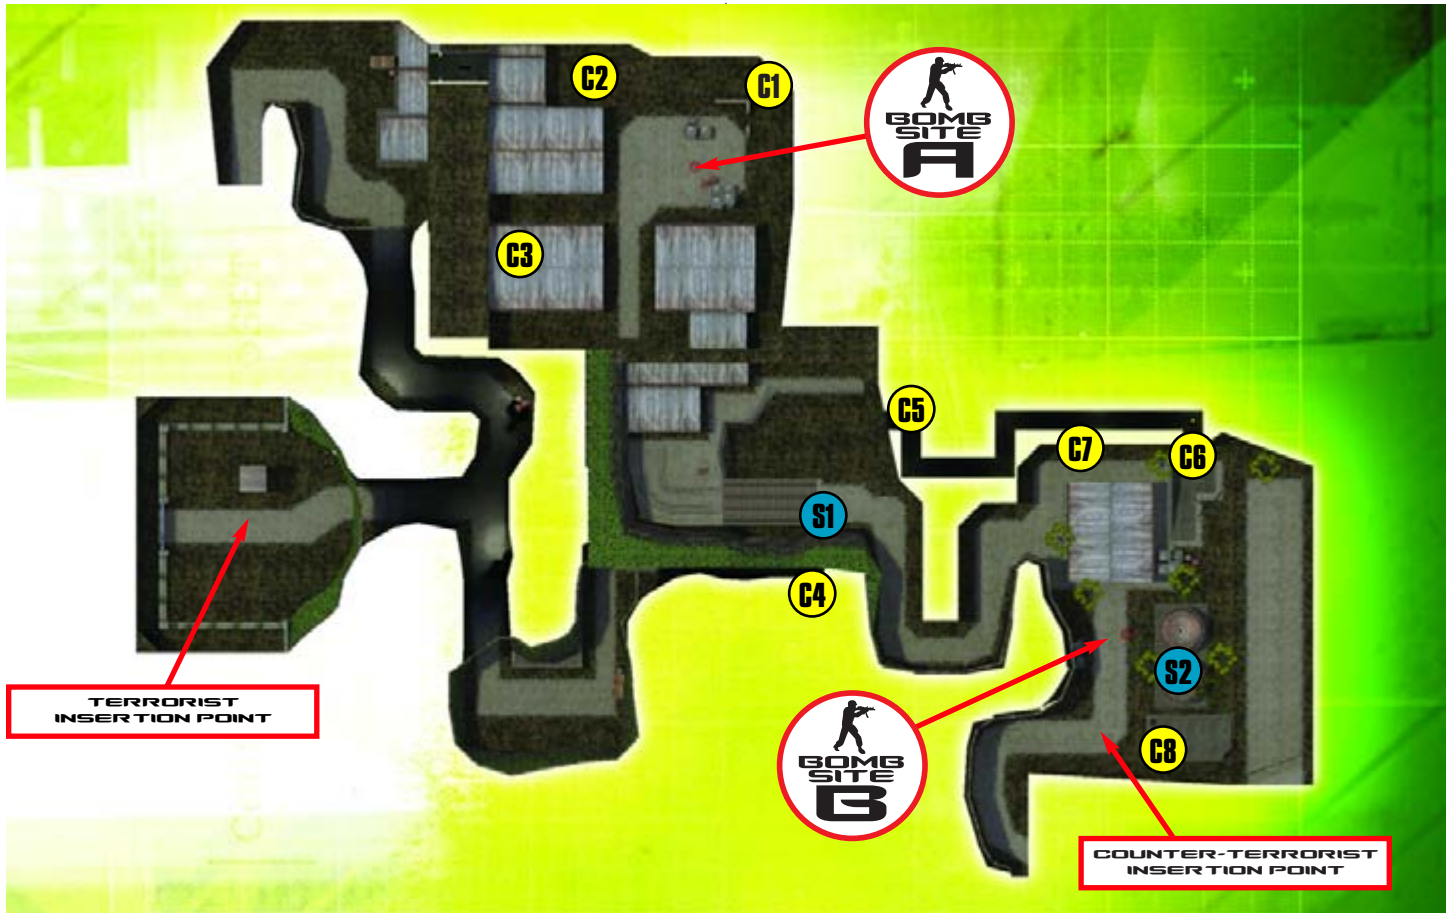 C2
C1
BOMB
SITE
A
C3
C5
C7
C6
S1
C4
S2
TERRORIST
INSERTION POINT
BOMB
SITE
B
C8
COUNTER-TERRORIST
INSERTION POINT